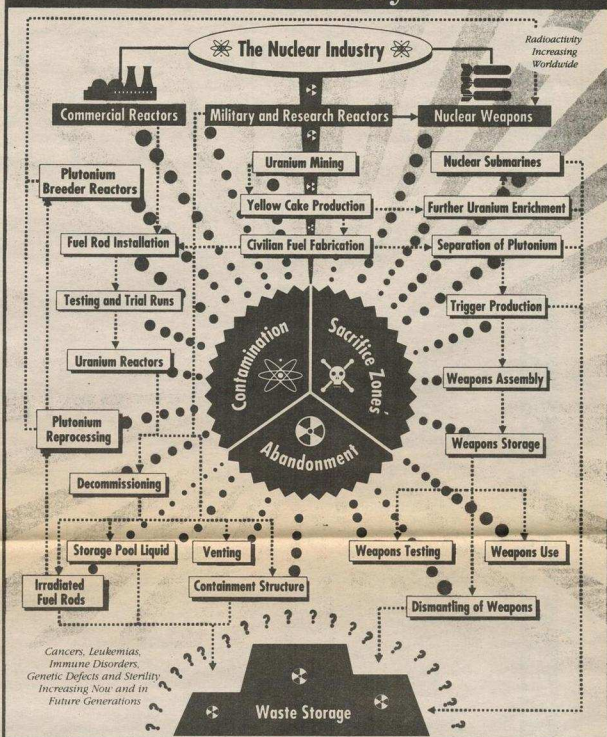 The Nuclear Industry
Radioactivity
Increasing
Worldwide
Commercial Reactors
Military and Research Reactors
Nuclear Weapons
Uranium Mining
Nuclear Submarines
Plutonium
Breeder Reactors
Yellow Cake Production
Further Uranium Enrichment
Fuel Rod Installation
Civilian Fuel Fabrication
Separation of Plutonium
Testing and Trial Runs
Trigger Production
Contamination
Sacrifice Zones'
Abandonment
Uranium Reactors
Weapons Assembly
Plutonium
Reprocessing
Weapons Storage
Decommissioning
Storage Pool Liquid
Venting
Weapons Testing
Weapons Use
Irradiated
Fuel Rods
Containment Structure
Dismantling of Weapons
? ? ? ? ? ? ? ? ? ? ? ? ? ? ? ? ? ? ? ? ? ? ?
Cancers, Leukemias,
Immune Disorders,
Genetic Defects and Sterility
Increasing Now and in
Future Generations
Waste Storage